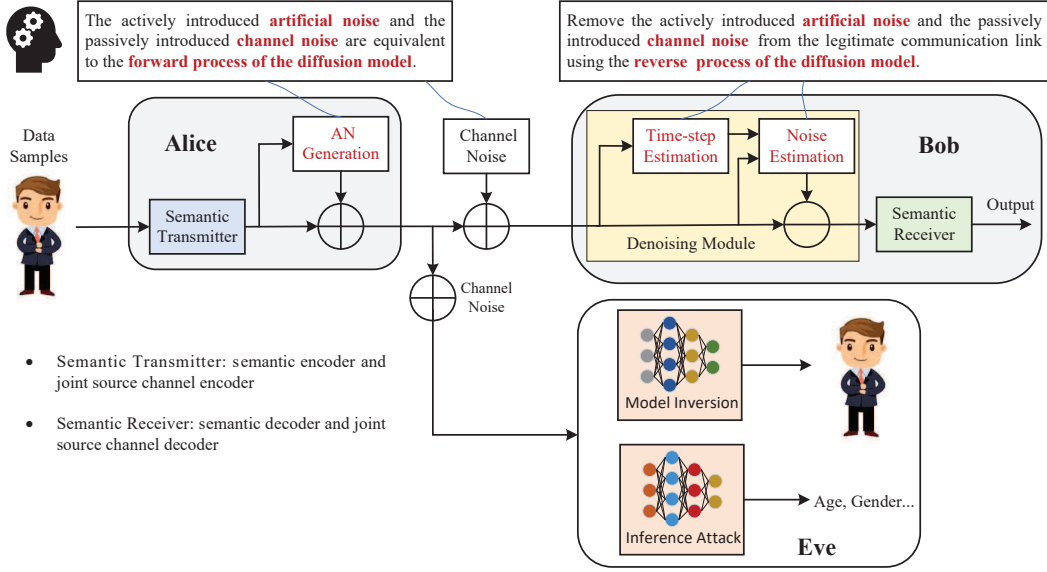 The actively introduced artificial noise and the
passively introduced channel noise are equivalent
to the forward process of the diffusion model.
Remove the actively introduced artificial noise and the passively
introduced channel noise from the legitimate communication link
using the reverse process of the diffusion model.
Data
Samples
Alice
AN
Generation
Channel
Noise
Time-step
Estimation
Noise
Estimation
Bob
Semantic
Transmitter
Denoising Module
Semantic
Receiver
Output
Channel
Noise
• Semantic Transmitter: semantic encoder and
joint source channel encoder
• Semantic Receiver: semantic decoder and joint
source channel decoder
Model Inversion
Inference Attack
Age, Gender...
Eve